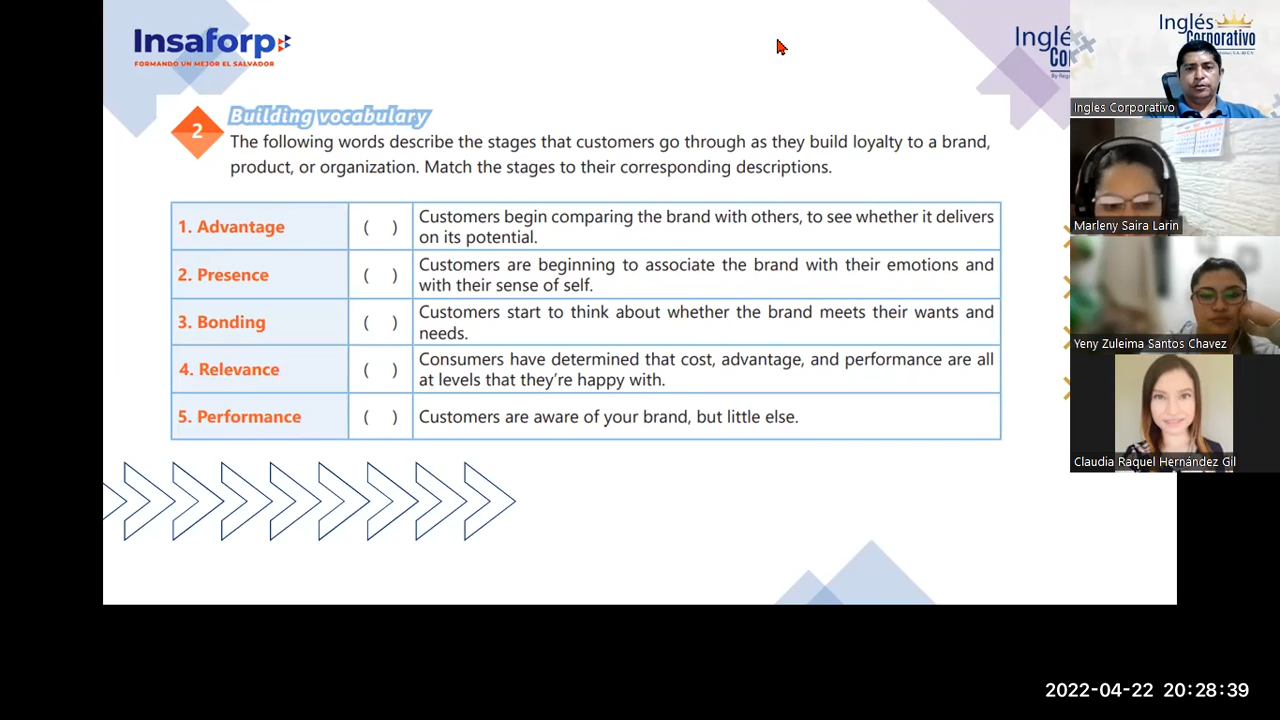 Insaforp
FORMANDO UN MEJOR EL SALVADOR
Inglés
Corporativo
Ingles Corporativo
Marleny Saira Larin
Yeny Zuleima Santos Chavez
Claudia Raquel Hernández Gil
2
Building vocabulary
The following words describe the stages that customers go through as they build loyalty to a brand,
product, or organization. Match the stages to their corresponding descriptions.
1. Advantage ( ) Customers begin comparing the brand with others, to see whether it delivers
on its potential.
2. Presence ( ) Customers are beginning to associate the brand with their emotions and
with their sense of self.
3. Bonding ( ) Customers start to think about whether the brand meets their wants and
needs.
4. Relevance ( ) Consumers have determined that cost, advantage, and performance are all
at levels that they’re happy with.
5. Performance ( ) Customers are aware of your brand, but little else.
2022-04-22 20:28:39